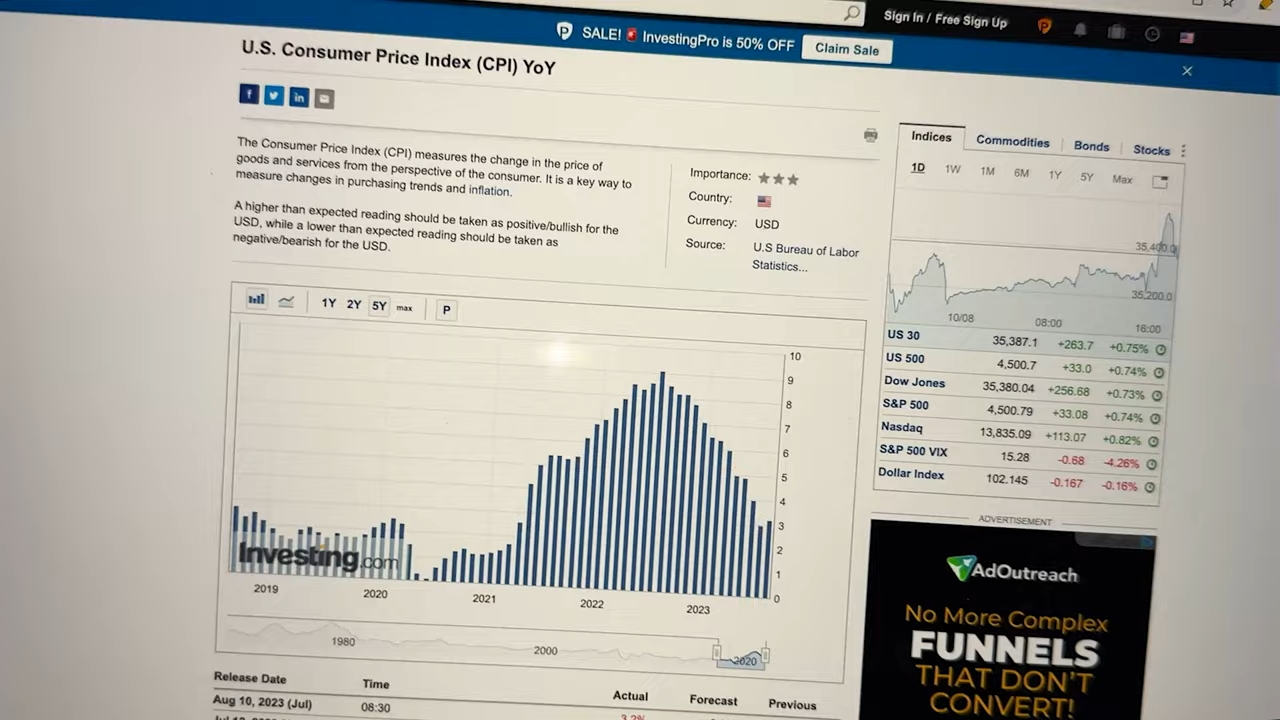 Sign In / Free Sign Up
SALE! InvestingPro is 50% OFF
Claim Sale
U.S. Consumer Price Index (CPI) YoY
The Consumer Price Index (CPI) measures the change in the price of
goods and services from the perspective of the consumer. It is a key way to
measure changes in purchasing trends and inflation.
A higher than expected reading should be taken as positive/bullish for the
USD, while a lower than expected reading should be taken as
negative/bearish for the USD.
Importance:
Country:
Currency: USD
Source: U.S Bureau of Labor
Statistics...
1Y 2Y 5Y max P
10
9
8
7
6
5
4
3
2
1
0
Investing.com
2019 2020 2021 2022 2023
1980 2000 2020
Release Date Time Actual Forecast Previous
Aug 10, 2023 (Jul) 08:30 3.2%
Indices Commodities Bonds Stocks
1D 1W 1M 6M 1Y 5Y Max
35,400.0
35,200.0
10/08 08:00 16:00
US 30 35,387.1 +263.7 +0.75%
US 500 4,500.7 +33.0 +0.74%
Dow Jones 35,380.04 +256.68 +0.73%
S&P 500 4,500.79 +33.08 +0.74%
Nasdaq 13,835.09 +113.07 +0.82%
S&P 500 VIX 15.28 -0.68 -4.26%
Dollar Index 102.145 -0.167 -0.16%
ADVERTISEMENT
AdOutreach
No More Complex
FUNNELS
THAT DON'T
CONVERT!